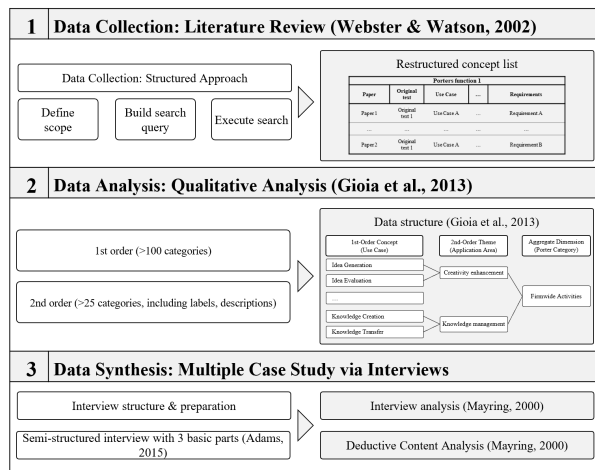 1 Data Collection: Literature Review (Webster & Watson, 2002)
Data Collection: Structured Approach
Define
scope
Build search
query
Execute search
Restructured concept list
Porters function 1
Paper Original
text Use Case ... Requirements
Paper 1 Original
text 1 Use Case A ... Requirement A
... ... ... ...
Paper 2 Original
text 1 Use Case A ... Requirement B
2 Data Analysis: Qualitative Analysis (Gioia et al., 2013)
1st order (>100 categories)
2nd order (>25 categories, including labels, descriptions)
Data structure (Gioia et al., 2013)
1st-Order Concept
(Use Case)
2nd-Order Theme
(Application Area)
Aggregate Dimension
(Porter Category)
Idea Generation
Idea Evaluation
...
Knowledge Creation
Knowledge Transfer
Creativity enhancement
Knowledge management
Firmwide Activities
3 Data Synthesis: Multiple Case Study via Interviews
Interview structure & preparation
Semi-structured interview with 3 basic parts (Adams,
2015)
Interview analysis (Mayring, 2000)
Deductive Content Analysis (Mayring, 2000)